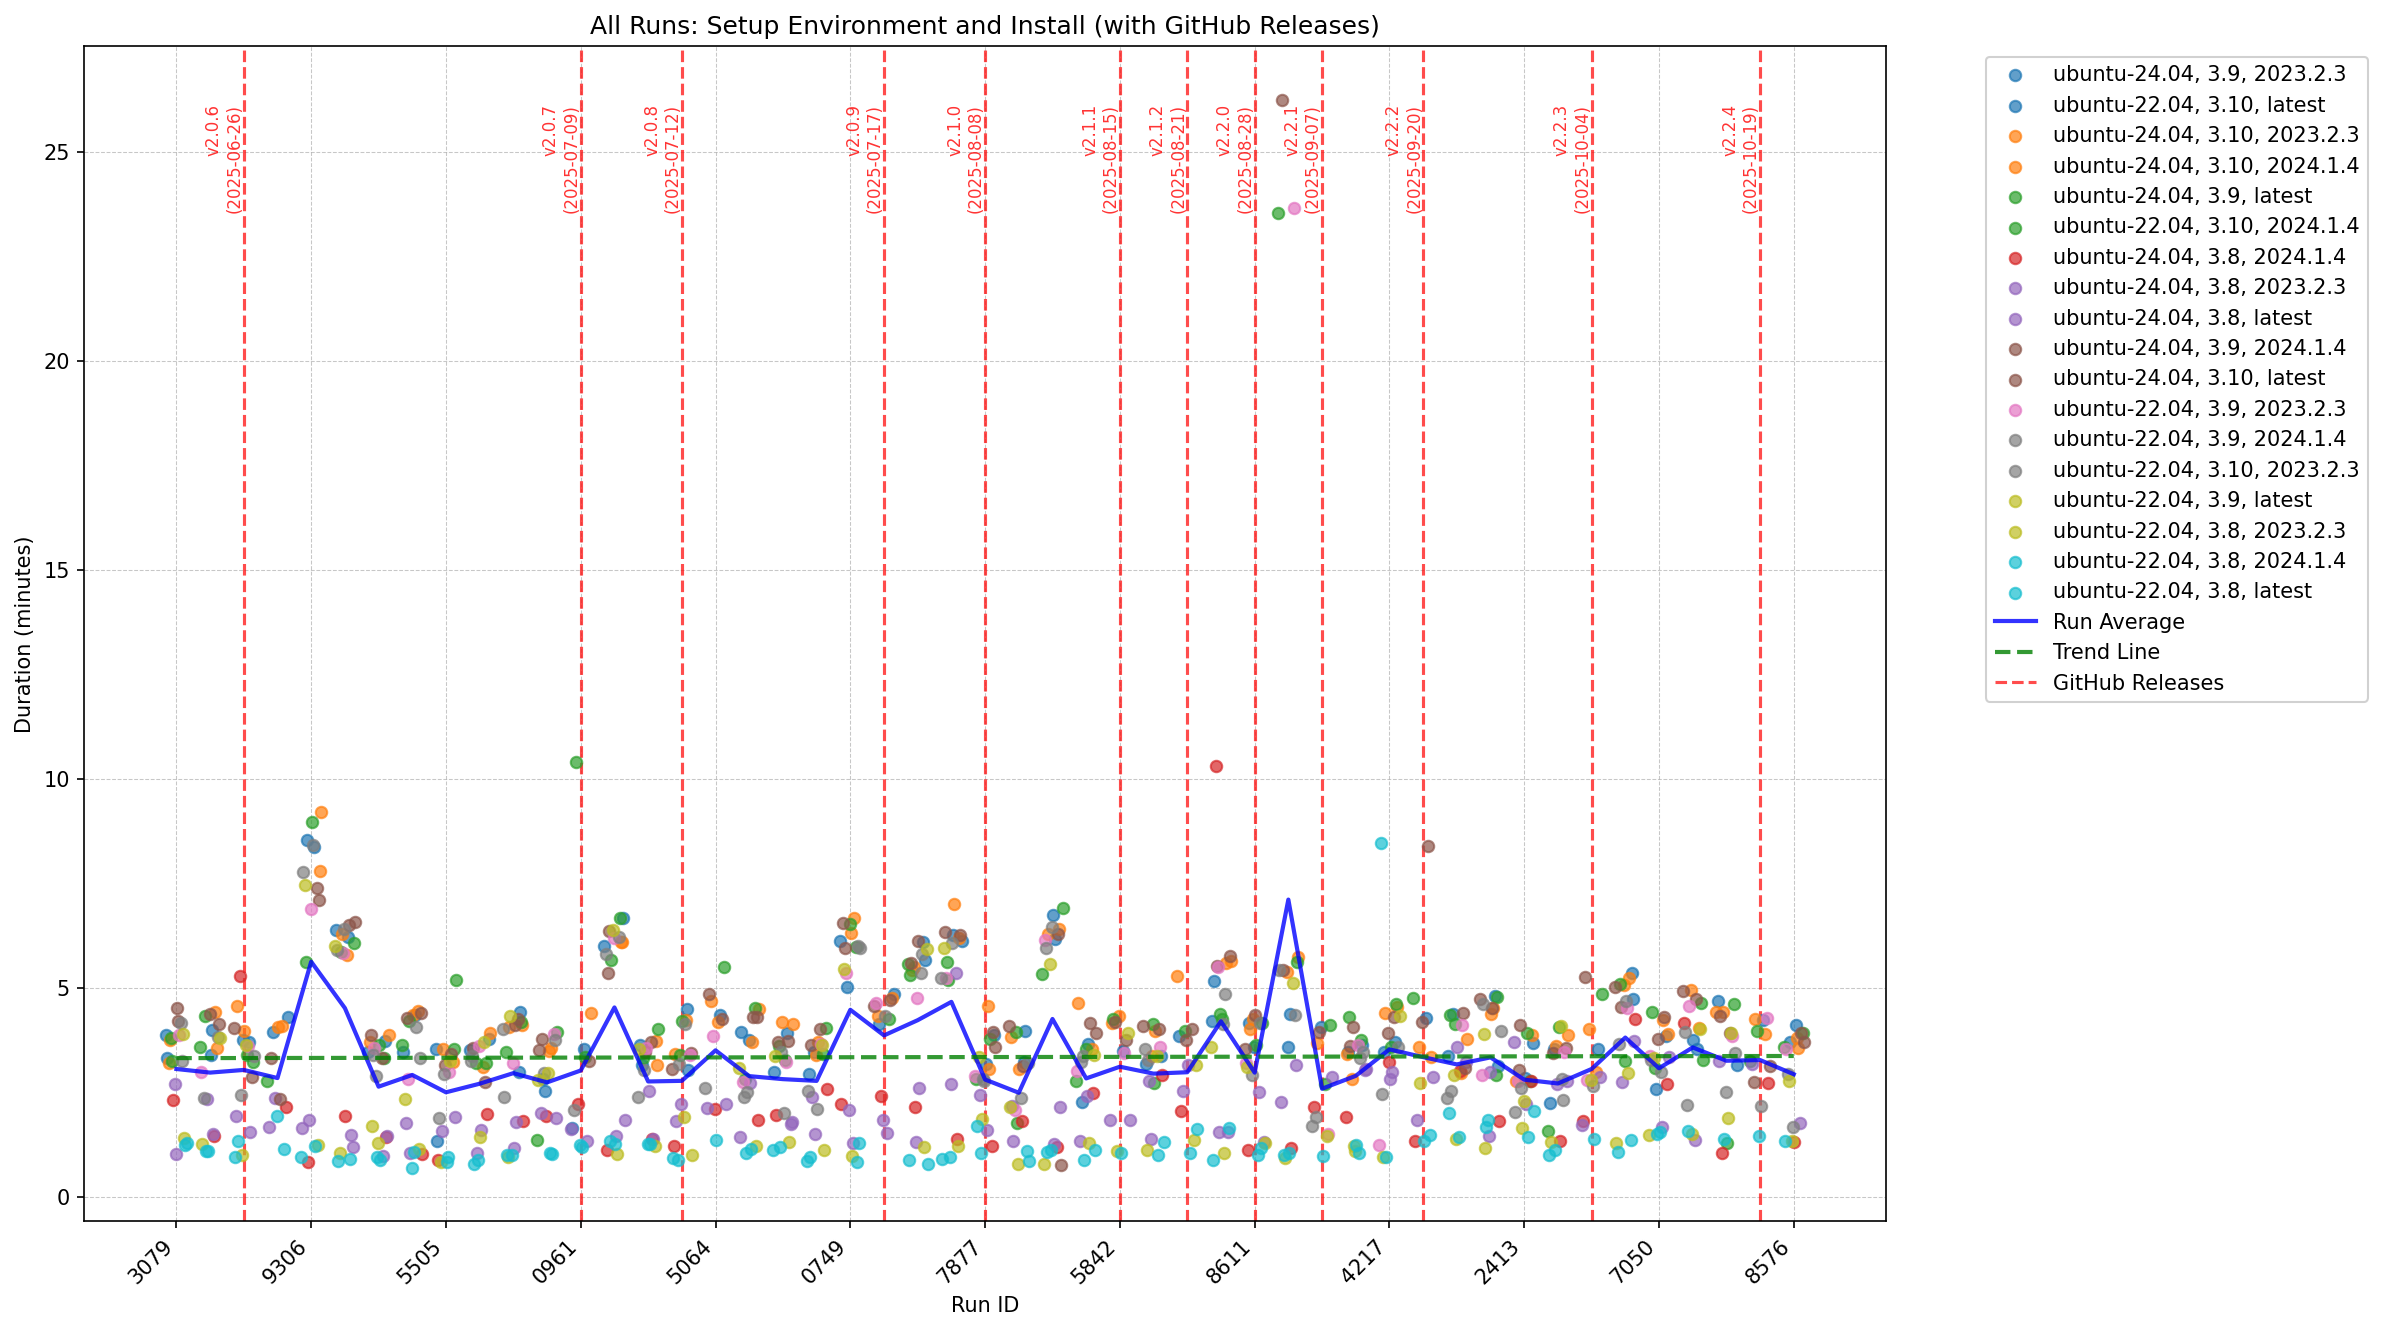 All Runs: Setup Environment and Install (with GitHub Releases)
Duration (minutes)
25
20
15
10
5
0
v2.0.6
(2025-06-26)
v2.0.7
(2025-07-09)
v2.0.8
(2025-07-12)
v2.0.9
(2025-07-17)
v2.1.0
(2025-08-08)
v2.1.1
(2025-08-15)
v2.1.2
(2025-08-21)
v2.2.0
(2025-08-28)
v2.2.1
(2025-09-07)
v2.2.2
(2025-09-20)
v2.2.3
(2025-10-04)
v2.2.4
(2025-10-19)
3079
9306
5505
0961
5064
0749
7877
5842
8611
4217
2413
7050
8576
Run ID
ubuntu-24.04, 3.9, 2023.2.3
ubuntu-22.04, 3.10, latest
ubuntu-24.04, 3.10, 2023.2.3
ubuntu-24.04, 3.10, 2024.1.4
ubuntu-24.04, 3.9, latest
ubuntu-22.04, 3.10, 2024.1.4
ubuntu-24.04, 3.8, 2024.1.4
ubuntu-24.04, 3.8, 2023.2.3
ubuntu-24.04, 3.8, latest
ubuntu-24.04, 3.9, 2024.1.4
ubuntu-24.04, 3.10, latest
ubuntu-22.04, 3.9, 2023.2.3
ubuntu-22.04, 3.9, 2024.1.4
ubuntu-22.04, 3.10, 2023.2.3
ubuntu-22.04, 3.9, latest
ubuntu-22.04, 3.8, 2023.2.3
ubuntu-22.04, 3.8, 2024.1.4
ubuntu-22.04, 3.8, latest
Run Average
Trend Line
GitHub Releases